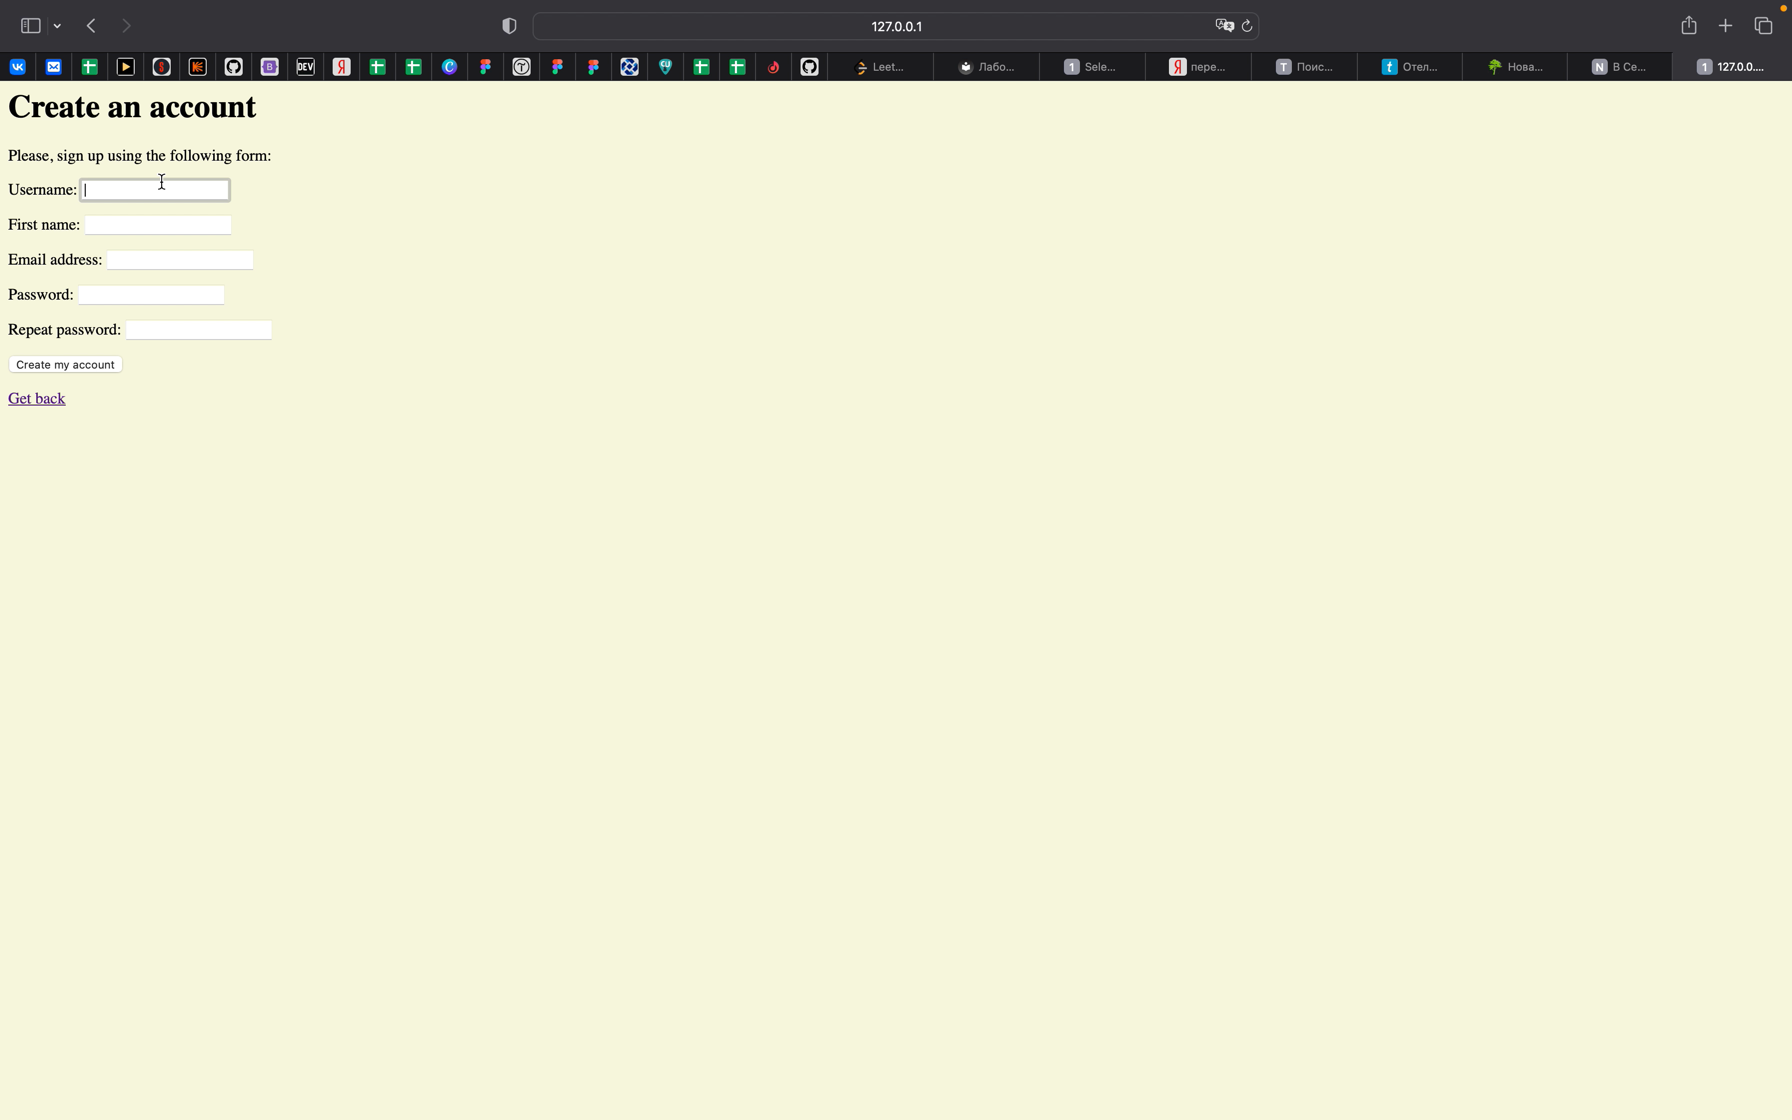 127.0.0.1
DEV
Leet...
Лабо...
1 Sele...
Я пере...
T Поис...
t Отел...
Нова...
N В Се...
1 127.0.0....
Create an account
Please, sign up using the following form:
Username:
First name:
Email address:
Password:
Repeat password:
Create my account
Get back